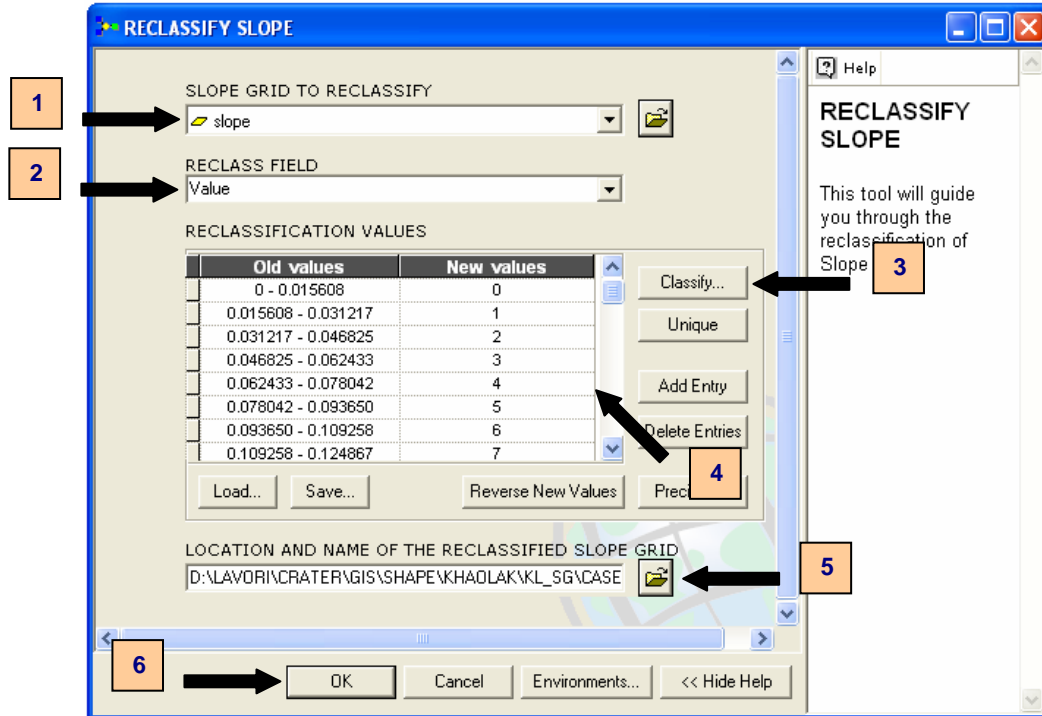 RECLASSIFY SLOPE
1
SLOPE GRID TO RECLASSIFY
slope
2
RECLASS FIELD
Value
RECLASSIFICATION VALUES
Old values New values
0 - 0.015608 0
0.015608 - 0.031217 1
0.031217 - 0.046825 2
0.046825 - 0.062433 3
0.062433 - 0.078042 4
0.078042 - 0.093650 5
0.093650 - 0.109258 6
0.109258 - 0.124867 7
Classify...
3
Unique
Add Entry
Delete Entries
4
Load... Save... Reverse New Values
LOCATION AND NAME OF THE RECLASSIFIED SLOPE GRID
D:\LAVORI\CRATER\GIS\SHAPE\KHAOLAK\KL_SG\CASE
5
6
OK Cancel Environments... << Hide Help
Help
RECLASSIFY
SLOPE
This tool will guide
you through the
reclassification of
Slope